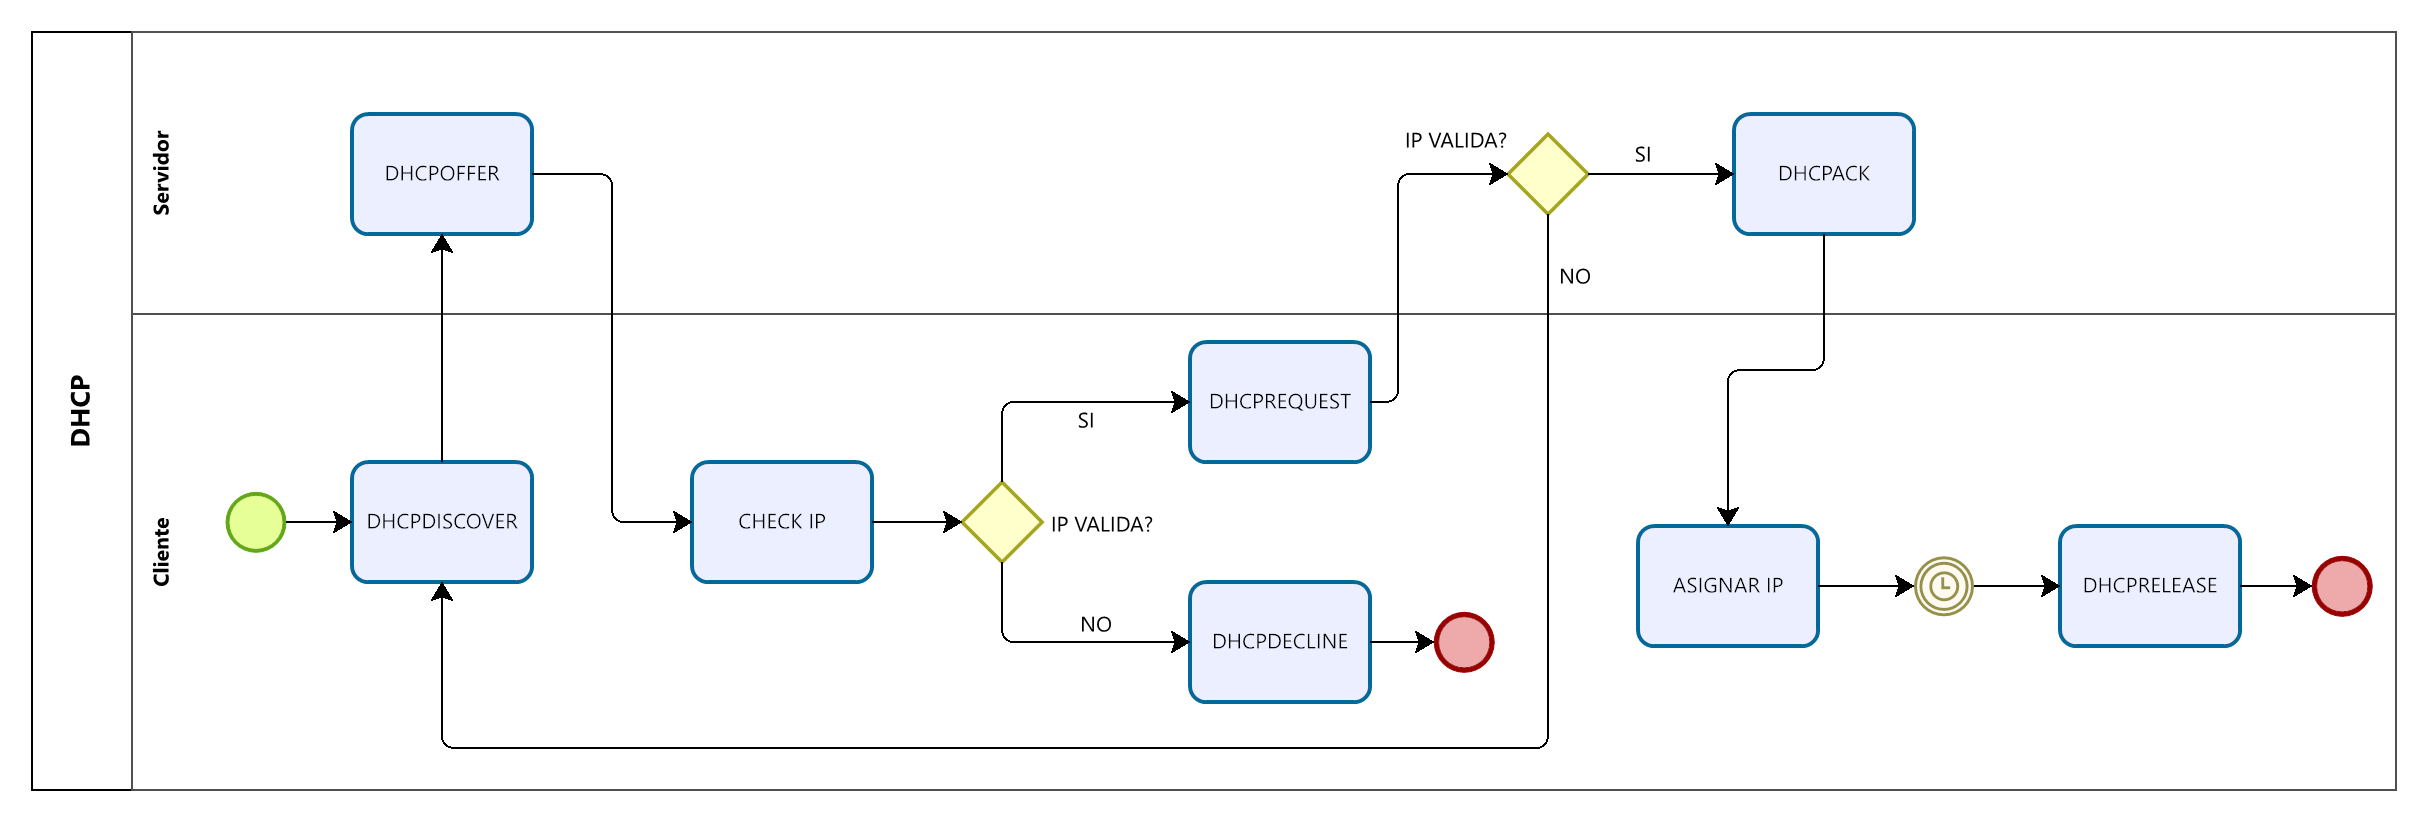 DHCP
Servidor
DHCPOFFER
IP VALIDA?
SI
DHCPACK
NO
Cliente
DHCPDISCOVER
CHECK IP
IP VALIDA?
SI
DHCPREQUEST
NO
DHCPDECLINE
ASIGNAR IP
DHCPRELEASE